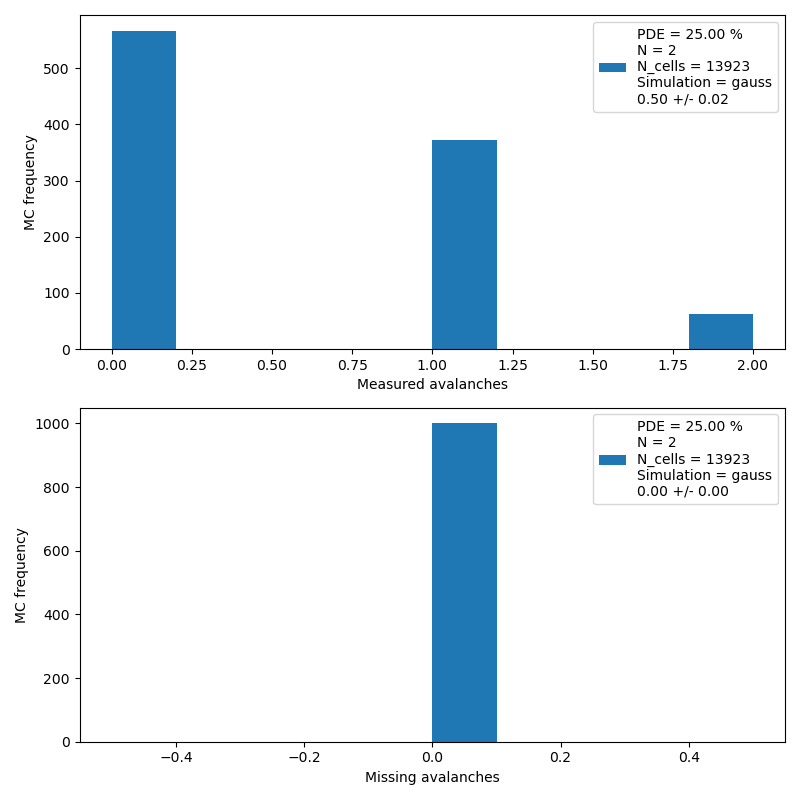 PDE = 25.00 %
N = 2
N_cells = 13923
Simulation = gauss
0.50 +/- 0.02
MC frequency
500
400
300
200
100
0
0.00 0.25 0.50 0.75 1.00 1.25 1.50 1.75 2.00
Measured avalanches
PDE = 25.00 %
N = 2
N_cells = 13923
Simulation = gauss
0.00 +/- 0.00
MC frequency
1000
800
600
400
200
0
−0.4 −0.2 0.0 0.2 0.4
Missing avalanches